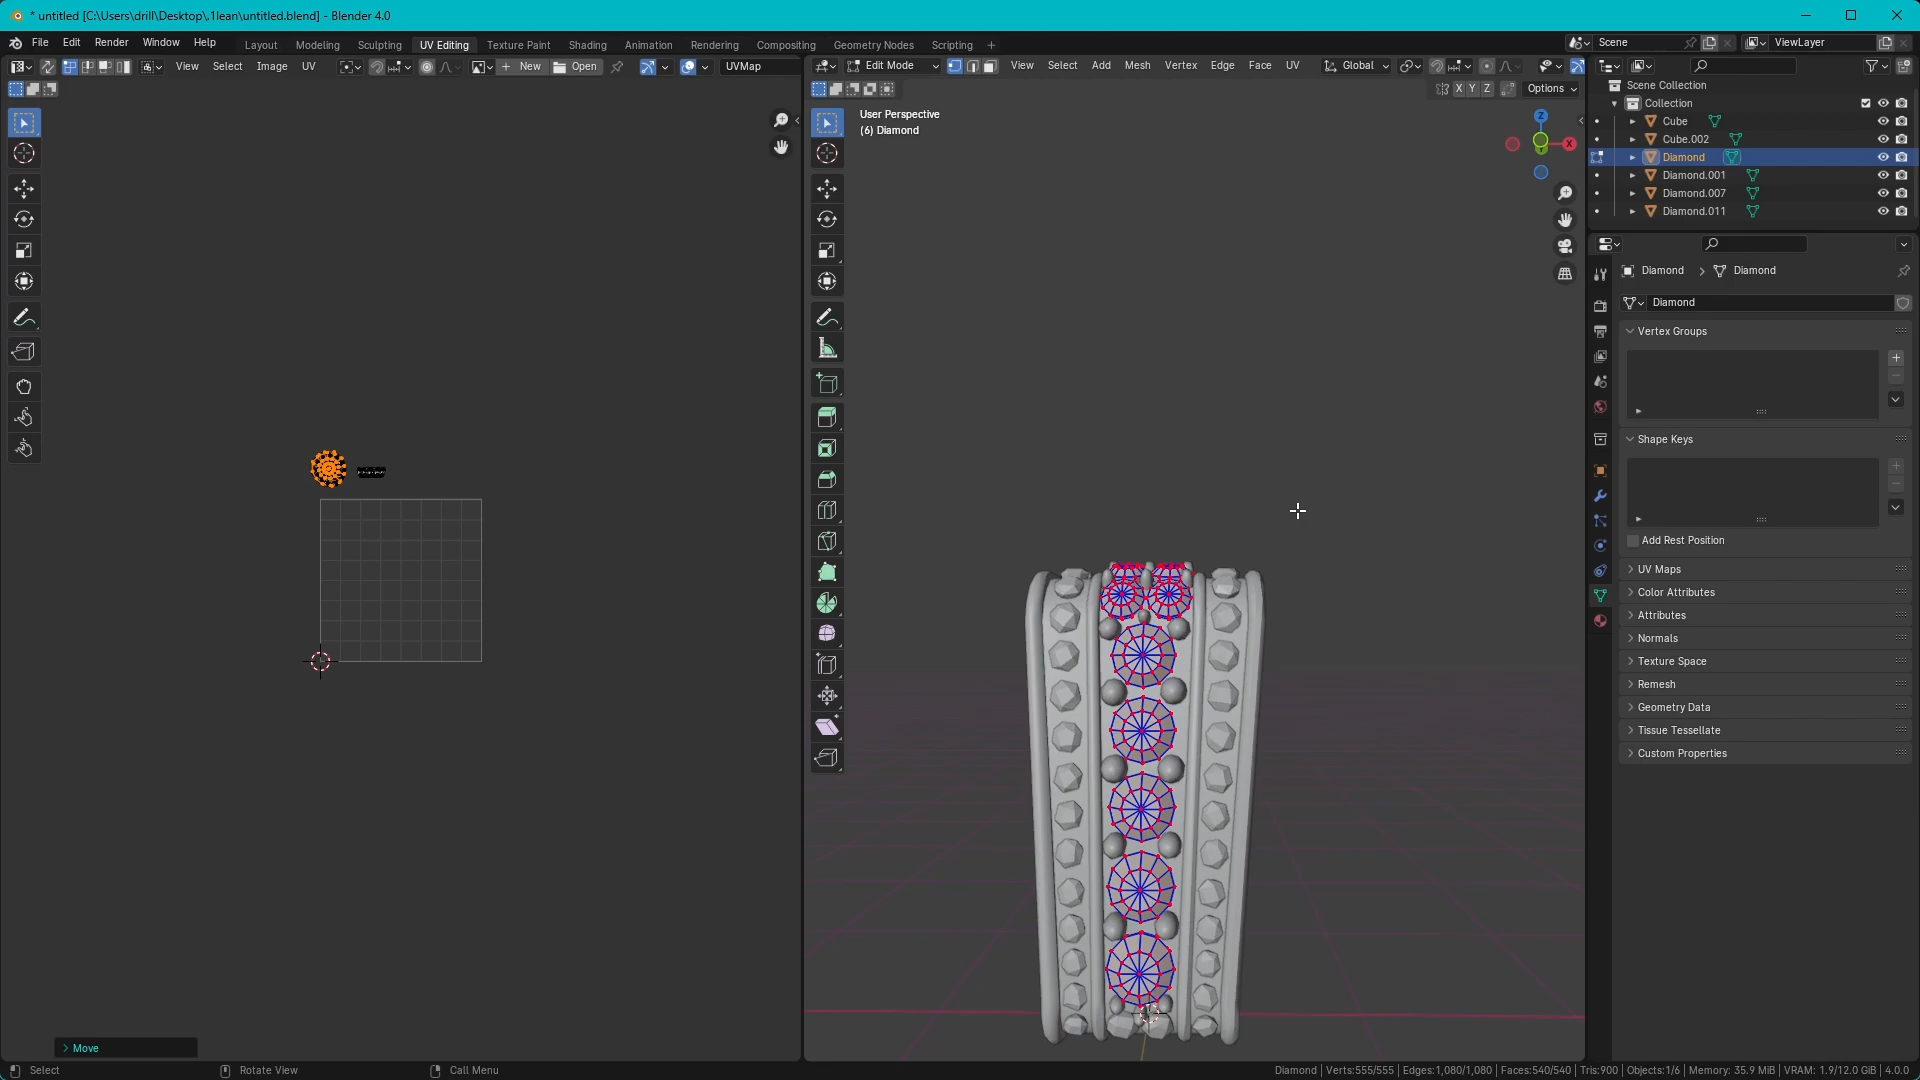 * untitled [C:\Users\drill\Desktop\.1lean\untitled.blend] - Blender 4.0
File Edit Render Window Help Layout Modeling Sculpting UV Editing Texture Paint Shading Animation Rendering Compositing Geometry Nodes Scripting + Scene ViewLayer
View Select Image UV New Open UVMap
Edit Mode View Select Add Mesh Vertex Edge Face UV Global
X Y Z Options
User Perspective
(6) Diamond
Z
X
Y
Scene Collection
Collection
Cube
Cube.002
Diamond
Diamond.001
Diamond.007
Diamond.011
Diamond > Diamond
Diamond
Vertex Groups
Shape Keys
Add Rest Position
UV Maps
Color Attributes
Attributes
Normals
Texture Space
Remesh
Geometry Data
Tissue Tessellate
Custom Properties
> Move
Select Rotate View Call Menu Diamond | Verts:555/555 | Edges:1,080/1,080 | Faces:540/540 | Tris:900 | Objects:1/6 | Memory: 35.9 MiB | VRAM: 1.9/12.0 GiB | 4.0.0